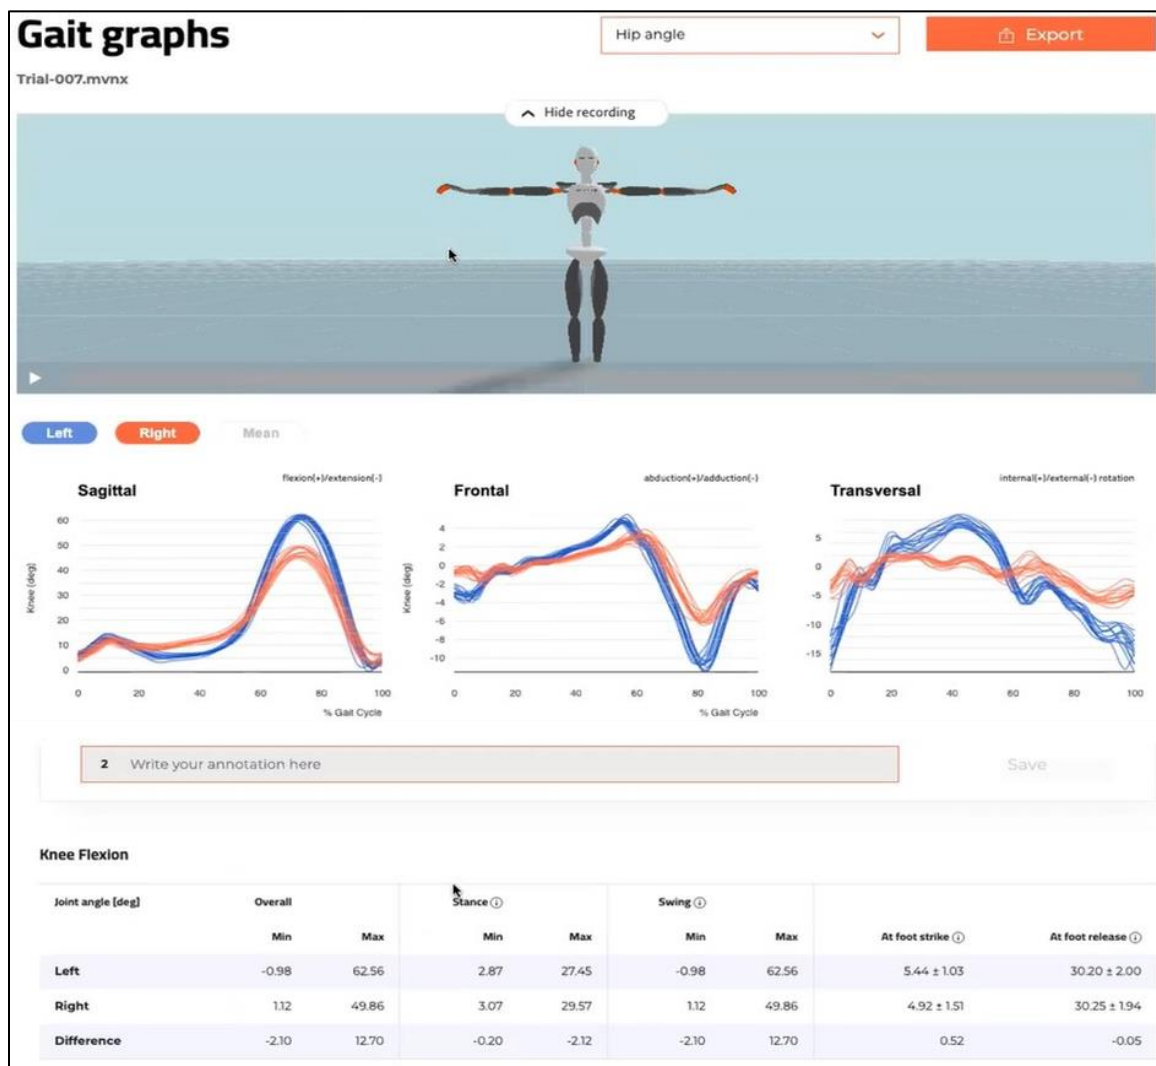 Gait graphs
Hip angle
Export
Trial-007.mvnx
Hide recording
Left Right Mean
Sagittal
flexion(+)/extension(-)
Frontal
abduction(+)/adduction(-)
Transversal
internal(+)/external(-) rotation
Knee (deg)
60
50
40
30
20
10
0
0 20 40 60 80 100
% Gait Cycle
Knee (deg)
4
2
0
-2
-4
-6
-8
-10
0 20 40 60 80 100
% Gait Cycle
5
0
-5
-10
-15
0 20 40 60 80 100
2 Write your annotation here
Save
Knee Flexion
Joint angle [deg] Overall Stance Swing
Min Max Min Max Min Max At foot strike At foot release
Left -0.98 62.56 2.87 27.45 -0.98 62.56 5.44 ± 1.03 30.20 ± 2.00
Right 1.12 49.86 3.07 29.57 1.12 49.86 4.92 ± 1.51 30.25 ± 1.94
Difference -2.10 12.70 -0.20 -2.12 -2.10 12.70 0.52 -0.05